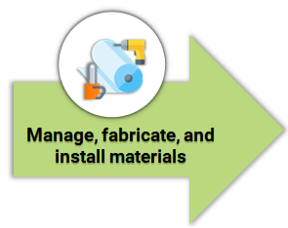 Manage, fabricate, and
install materials